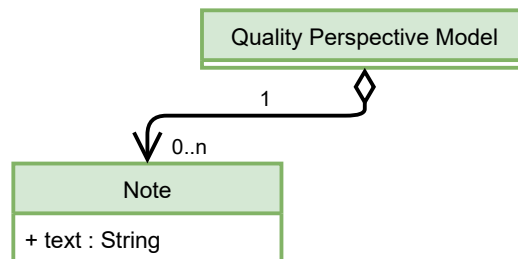 Quality Perspective Model
1
0..n
Note
+ text : String